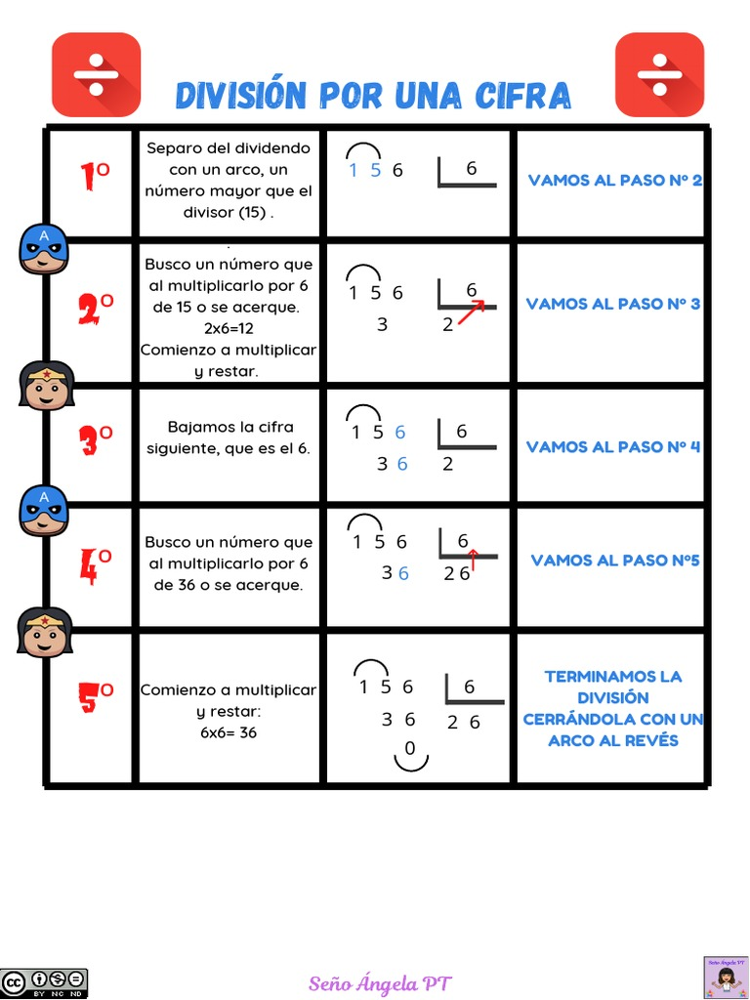 DIVISIÓN POR UNA CIFRA
1º
Separo del dividendo
con un arco, un
número mayor que el
divisor (15) .
1 5 6 6
VAMOS AL PASO Nº 2
A
2º
.
Busco un número que
al multiplicarlo por 6
de 15 o se acerque.
2x6=12
Comienzo a multiplicar
y restar.
1 5 6 6
3 2
VAMOS AL PASO Nº 3
3º
Bajamos la cifra
siguiente, que es el 6.
1 5 6 6
3 6 2
VAMOS AL PASO Nº 4
A
4º
Busco un número que
al multiplicarlo por 6
de 36 o se acerque.
1 5 6 6
3 6 2 6
VAMOS AL PASO Nº5
5º
Comienzo a multiplicar
y restar:
6x6= 36
1 5 6 6
3 6 2 6
0
TERMINAMOS LA
DIVISIÓN
CERRÁNDOLA CON UN
ARCO AL REVÉS
cc
BY NC ND
Seño Ángela PT
Seño Ángela PT